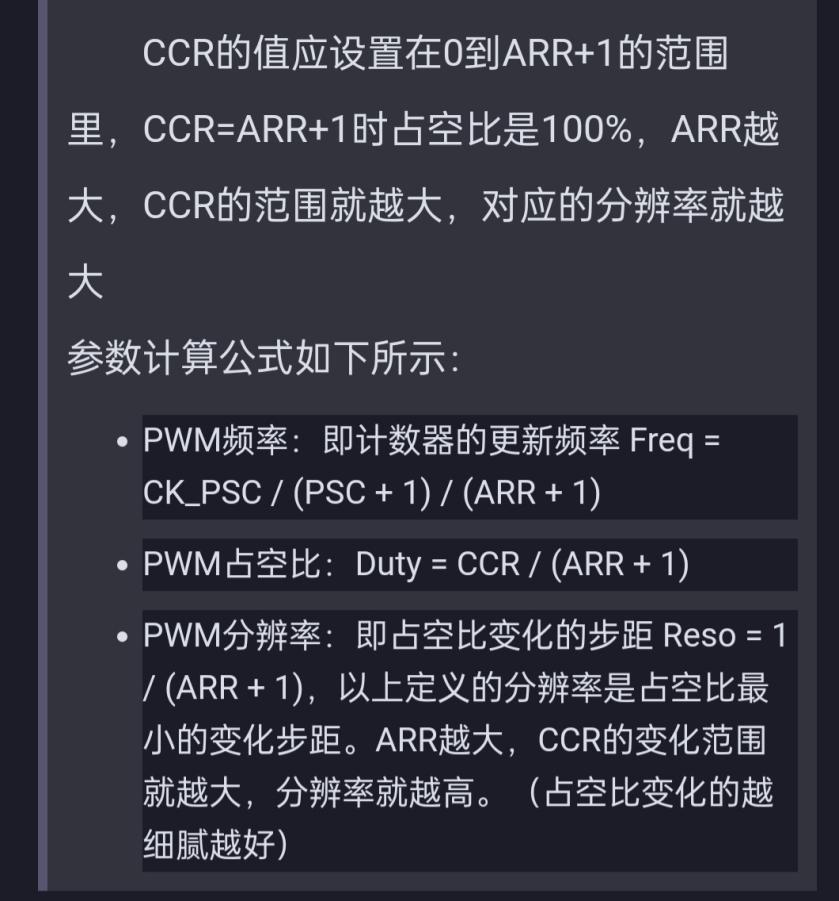 CCR的值应设置在0到ARR+1的范围
里，CCR=ARR+1时占空比是100%，ARR越
大，CCR的范围就越大，对应的分辨率就越
大
参数计算公式如下所示：
• PWM频率：即计数器的更新频率 Freq =
CK_PSC / (PSC + 1) / (ARR + 1)
• PWM占空比：Duty = CCR / (ARR + 1)
• PWM分辨率：即占空比变化的步距 Reso = 1
/ (ARR + 1)，以上定义的分辨率是占空比最
小的变化步距。ARR越大，CCR的变化范围
就越大，分辨率就越高。（占空比变化的越
细腻越好）